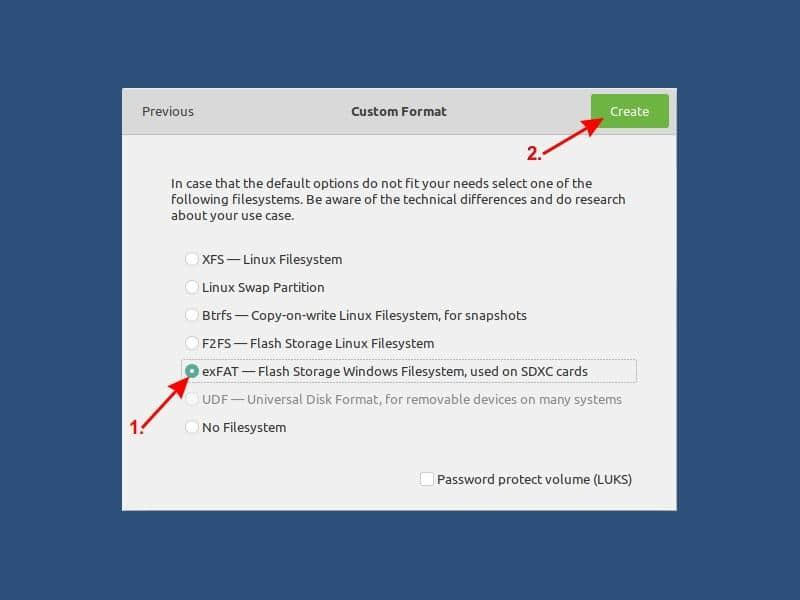 Previous Custom Format Create
2.
In case that the default options do not fit your needs select one of the
following filesystems. Be aware of the technical differences and do research
about your use case.
XFS — Linux Filesystem
Linux Swap Partition
Btrfs — Copy-on-write Linux Filesystem, for snapshots
F2FS — Flash Storage Linux Filesystem
exFAT — Flash Storage Windows Filesystem, used on SDXC cards
UDF — Universal Disk Format, for removable devices on many systems
1.
No Filesystem
Password protect volume (LUKS)